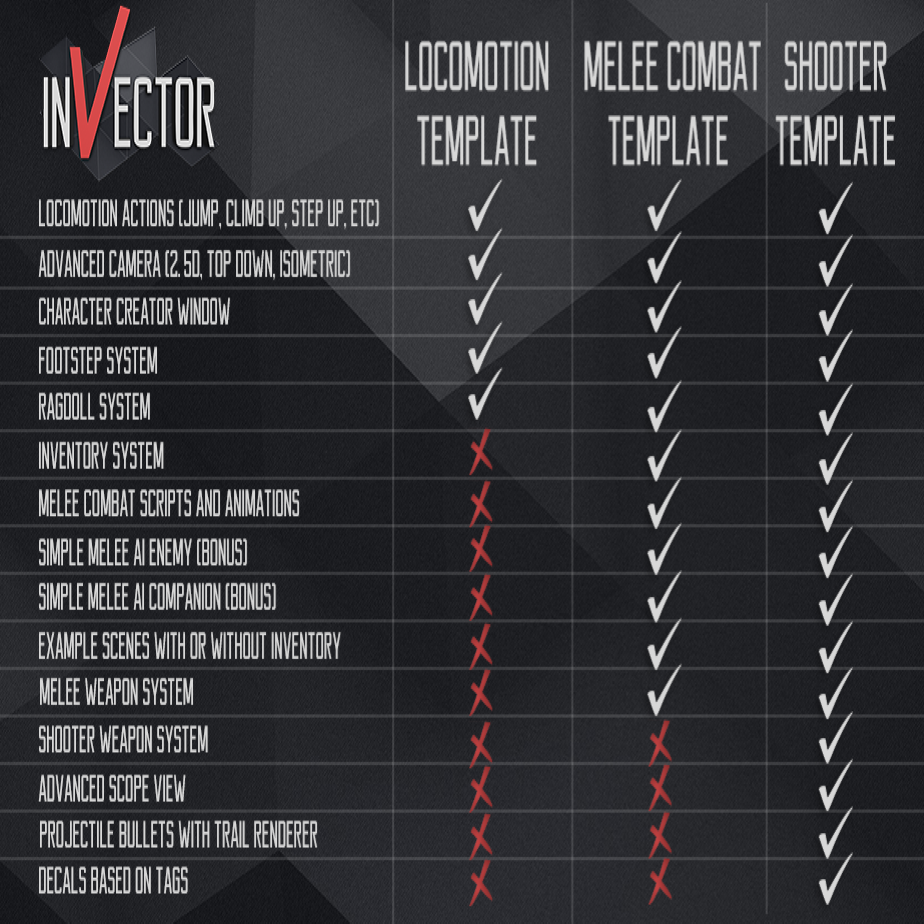 INVECTOR
LOCOMOTION TEMPLATE
MELEE COMBAT TEMPLATE
SHOOTER TEMPLATE
LOCOMOTION ACTIONS (JUMP, CLIMB UP, STEP UP, ETC)
ADVANCED CAMERA (2.5D, TOP DOWN, ISOMETRIC)
CHARACTER CREATOR WINDOW
FOOTSTEP SYSTEM
RAGDOLL SYSTEM
INVENTORY SYSTEM
MELEE COMBAT SCRIPTS AND ANIMATIONS
SIMPLE MELEE AI ENEMY (BONUS)
SIMPLE MELEE AI COMPANION (BONUS)
EXAMPLE SCENES WITH OR WITHOUT INVENTORY
MELEE WEAPON SYSTEM
SHOOTER WEAPON SYSTEM
ADVANCED SCOPE VIEW
PROJECTILE BULLETS WITH TRAIL RENDERER
DECALS BASED ON TAGS